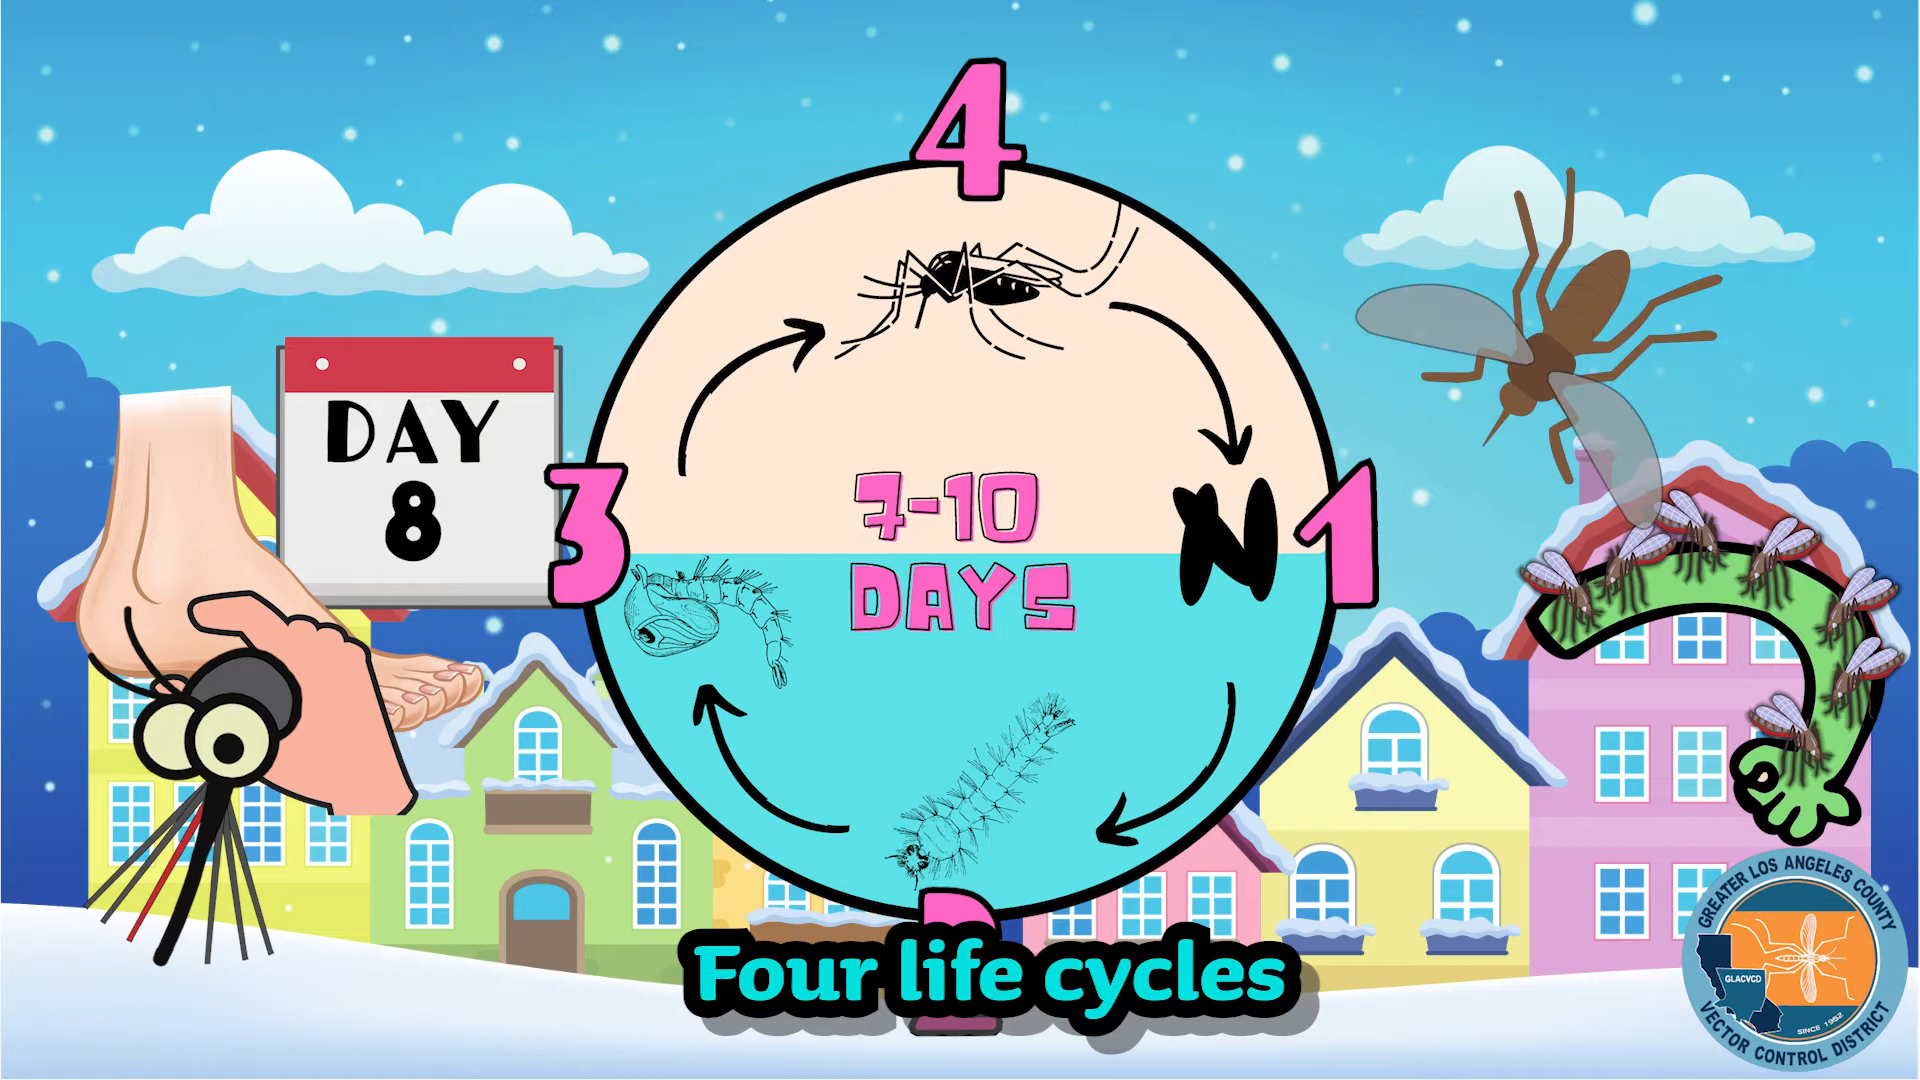 4
DAY
8
3
7-10
DAYS
1
Four life cycles
GREATER LOS ANGELES COUNTY
GLACVCD
SINCE 1952
VECTOR CONTROL DISTRICT